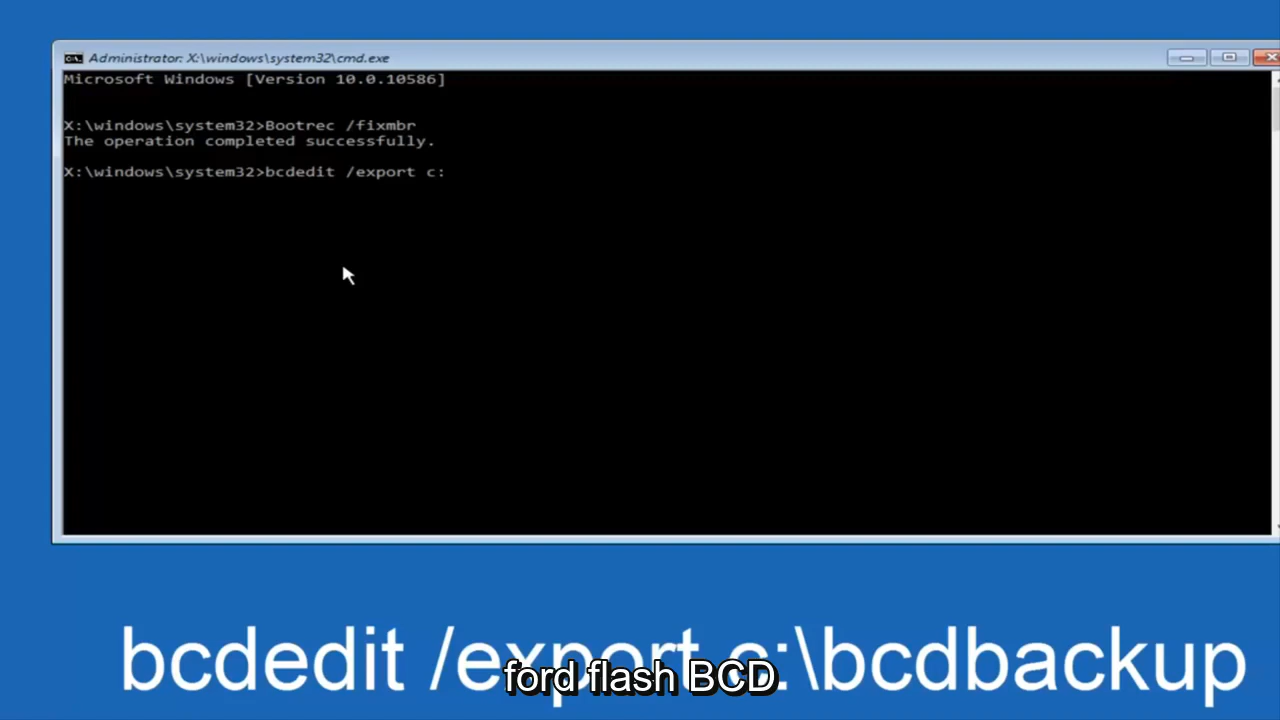 Administrator: X:\windows\system32\cmd.exe
Microsoft Windows [Version 10.0.10586]
X:\windows\system32>Bootrec /fixmbr
The operation completed successfully.
X:\windows\system32>bcdedit /export c:
bcdedit /export c:\bcdbackup
ford flash BCD